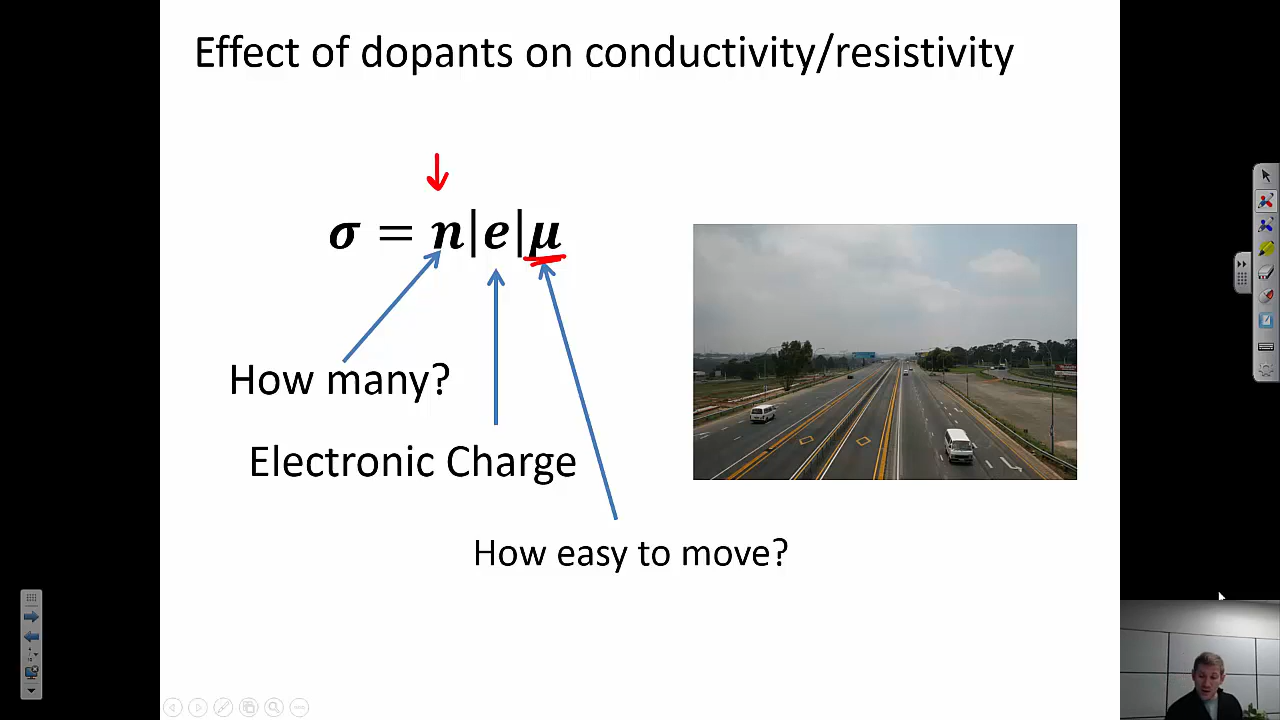 Effect of dopants on conductivity/resistivity
σ = n|e|μ
How many?
Electronic Charge
How easy to move?